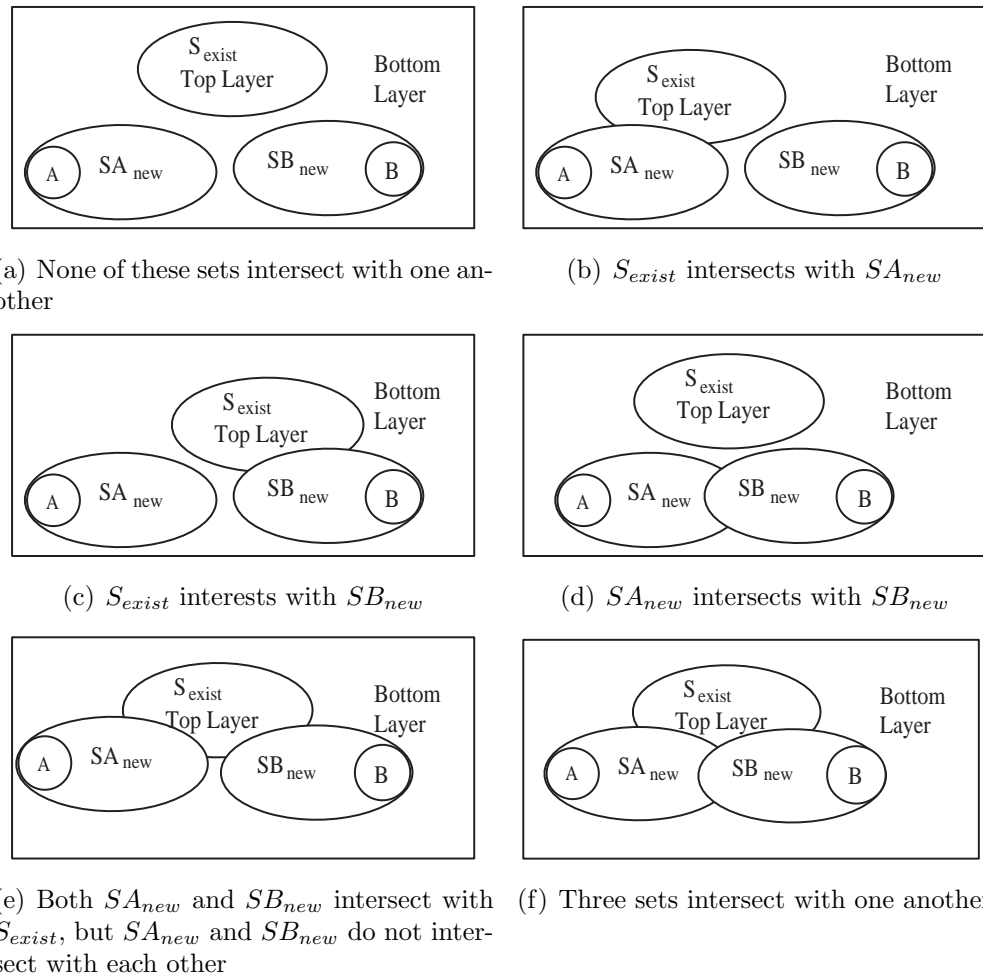 S exist
Top Layer
Bottom
Layer
A
SA new
SB new
B
(a) None of these sets intersect with one an-
other
S exist
Top Layer
Bottom
Layer
A
SA new
SB new
B
(b) S_exist intersects with SA_new
S exist
Top Layer
Bottom
Layer
A
SA new
SB new
B
(c) S_exist interests with SB_new
S exist
Top Layer
Bottom
Layer
A
SA new
SB new
B
(d) SA_new intersects with SB_new
S exist
Top Layer
Bottom
Layer
A
SA new
SB new
B
(e) Both SA_new and SB_new intersect with
S_exist, but SA_new and SB_new do not inter-
sect with each other
S exist
Top Layer
Bottom
Layer
A
SA new
SB new
B
(f) Three sets intersect with one another